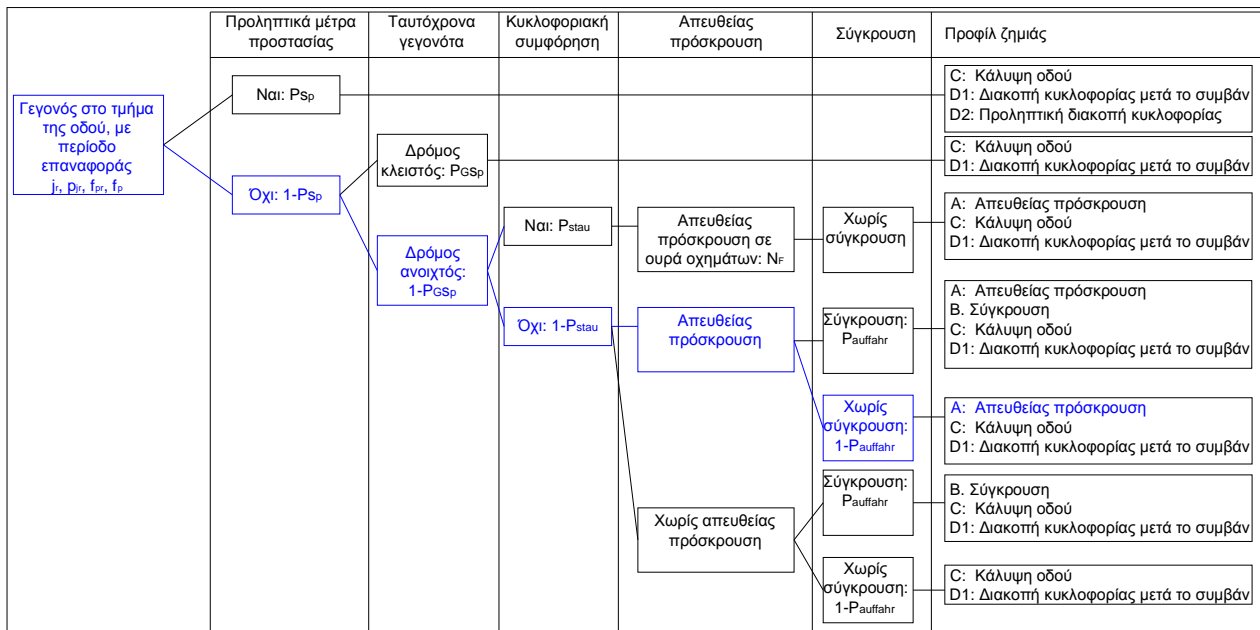 Προληπτικά μέτρα
προστασίας
Ταυτόχρονα
γεγονότα
Κυκλοφοριακή
συμφόρηση
Απευθείας
πρόσκρουση
Σύγκρουση
Προφίλ ζημιάς
Γεγονός στο τμήμα
της οδού, με
περίοδο
επαναφοράς
jr, pjr, fpr, fp
Ναι: Psp
Όχι: 1-Psp
Δρόμος
κλειστός: PGsp
Δρόμος
ανοιχτός:
1-PGsp
Ναι: Pstau
Όχι: 1-Pstau
Απευθείας
πρόσκρουση σε
ουρά οχημάτων: NF
Απευθείας
πρόσκρουση
Χωρίς απευθείας
πρόσκρουση
Χωρίς
σύγκρουση
Σύγκρουση:
Pauffahr
Χωρίς
σύγκρουση:
1-Pauffahr
Σύγκρουση:
Pauffahr
Χωρίς
σύγκρουση:
1-Pauffahr
C: Κάλυψη οδού
D1: Διακοπή κυκλοφορίας μετά το συμβάν
D2: Προληπτική διακοπή κυκλοφορίας
C: Κάλυψη οδού
D1: Διακοπή κυκλοφορίας μετά το συμβάν
A: Απευθείας πρόσκρουση
C: Κάλυψη οδού
D1: Διακοπή κυκλοφορίας μετά το συμβάν
A: Απευθείας πρόσκρουση
B. Σύγκρουση
C: Κάλυψη οδού
D1: Διακοπή κυκλοφορίας μετά το συμβάν
A: Απευθείας πρόσκρουση
C: Κάλυψη οδού
D1: Διακοπή κυκλοφορίας μετά το συμβάν
B. Σύγκρουση
C: Κάλυψη οδού
D1: Διακοπή κυκλοφορίας μετά το συμβάν
C: Κάλυψη οδού
D1: Διακοπή κυκλοφορίας μετά το συμβάν